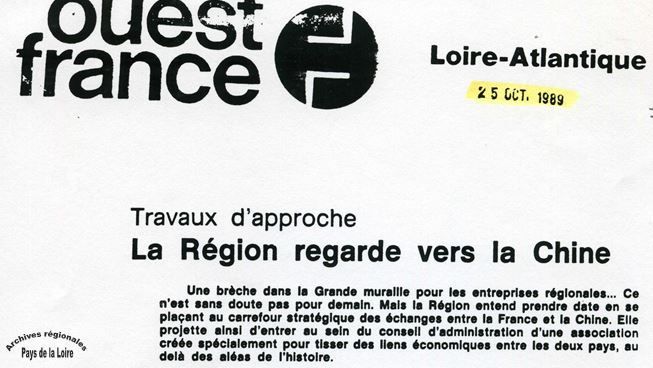 ouest
france
Loire-Atlantique
25 OCT. 1989
Travaux d'approche
La Région regarde vers la Chine
Une brèche dans la Grande muraille pour les entreprises régionales... Ce
n'est sans doute pas pour demain. Mais la Région entend prendre date en se
plaçant au carrefour stratégique des échanges entre la France et la Chine. Elle
projette ainsi d'entrer au sein du conseil d'administration d'une association
créée spécialement pour tisser des liens économiques entre les deux pays, au
delà des aléas de l'histoire.
Archives régionales
Pays de la Loire